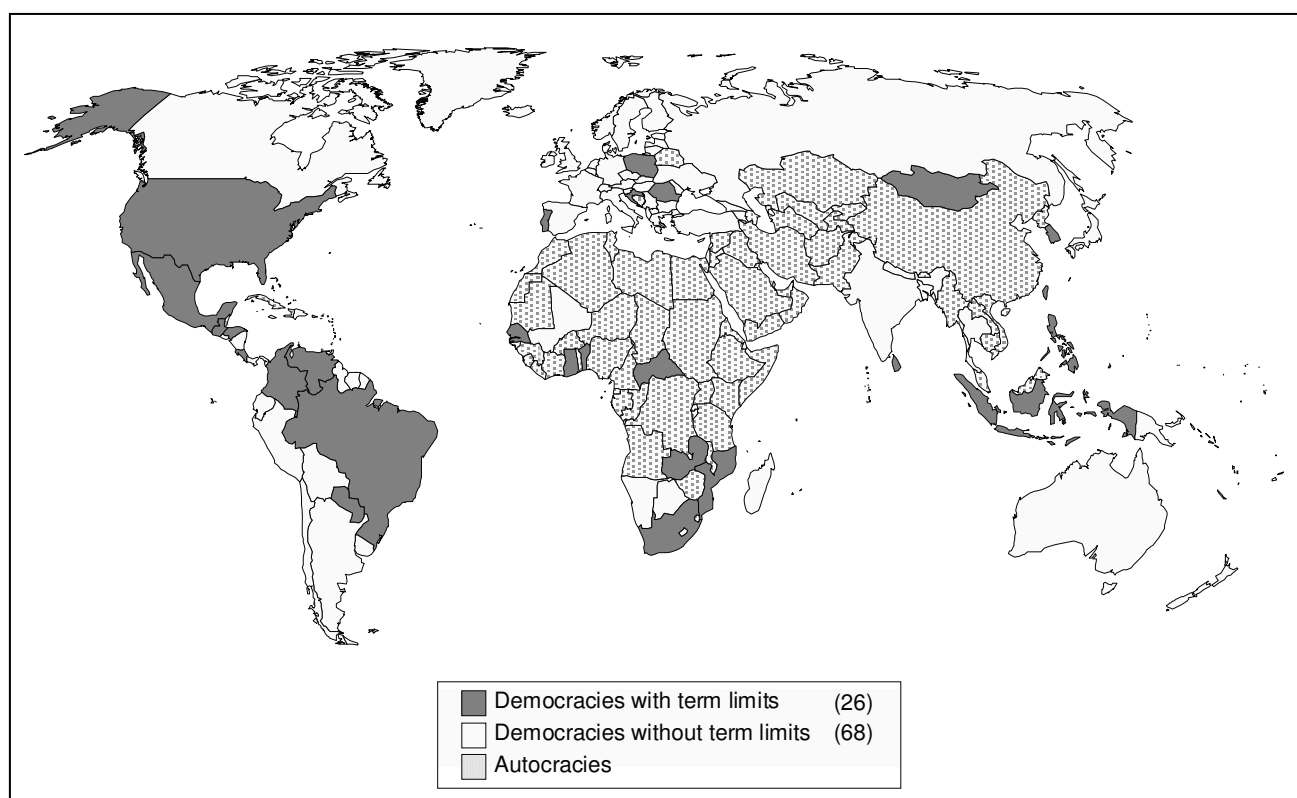 Democracies with term limits (26)
Democracies without term limits (68)
Autocracies